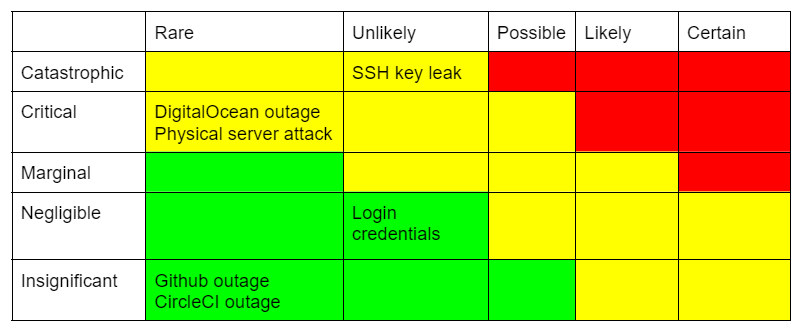 Rare Unlikely Possible Likely Certain
Catastrophic SSH key leak
Critical DigitalOcean outage
Physical server attack
Marginal
Negligible Login
credentials
Insignificant Github outage
CircleCI outage